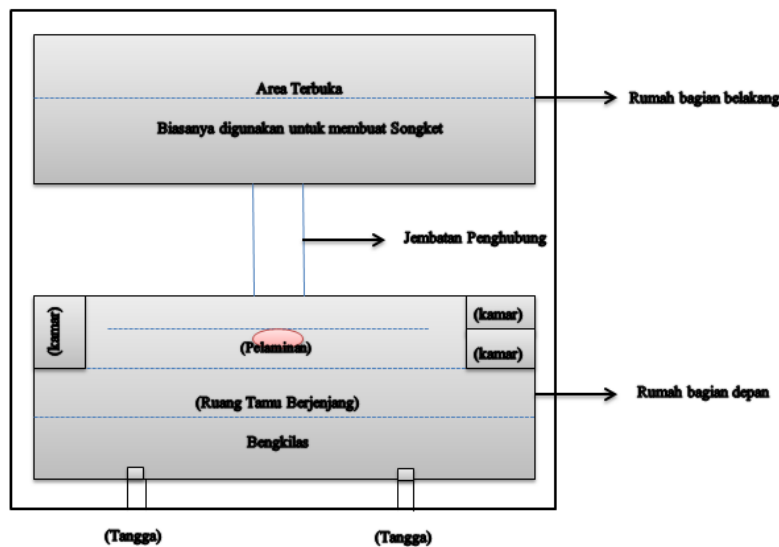 Area Terbuka
Rumah bagian belakang
Biasanya digunakan untuk membuat Songket
Jembatan Penghubung
(kamar)
(kamar)
(kamar)
(Pelaminan)
Rumah bagian depan
(Ruang Tamu Berjenjang)
Bengkilas
(Tangga)
(Tangga)